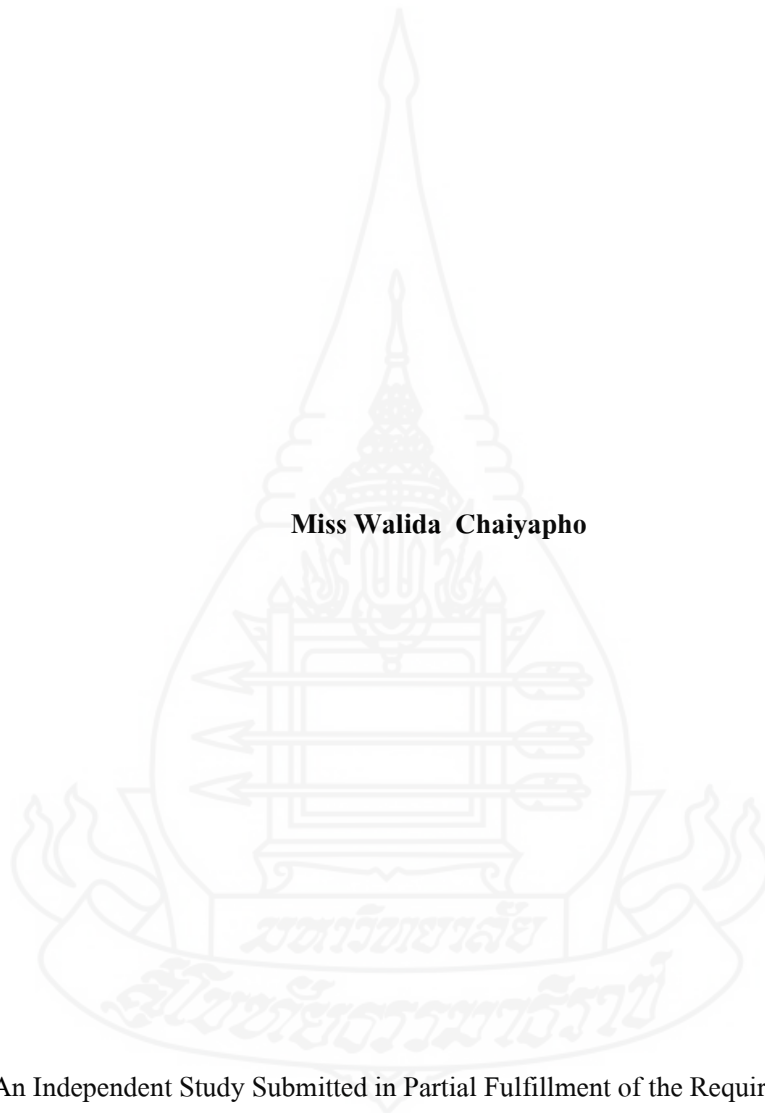 Miss Walida Chaiyapho
มหาวิทยาลัย
สุโขทัยธรรมาธิราช
An Independent Study Submitted in Partial Fulfillment of the Requir